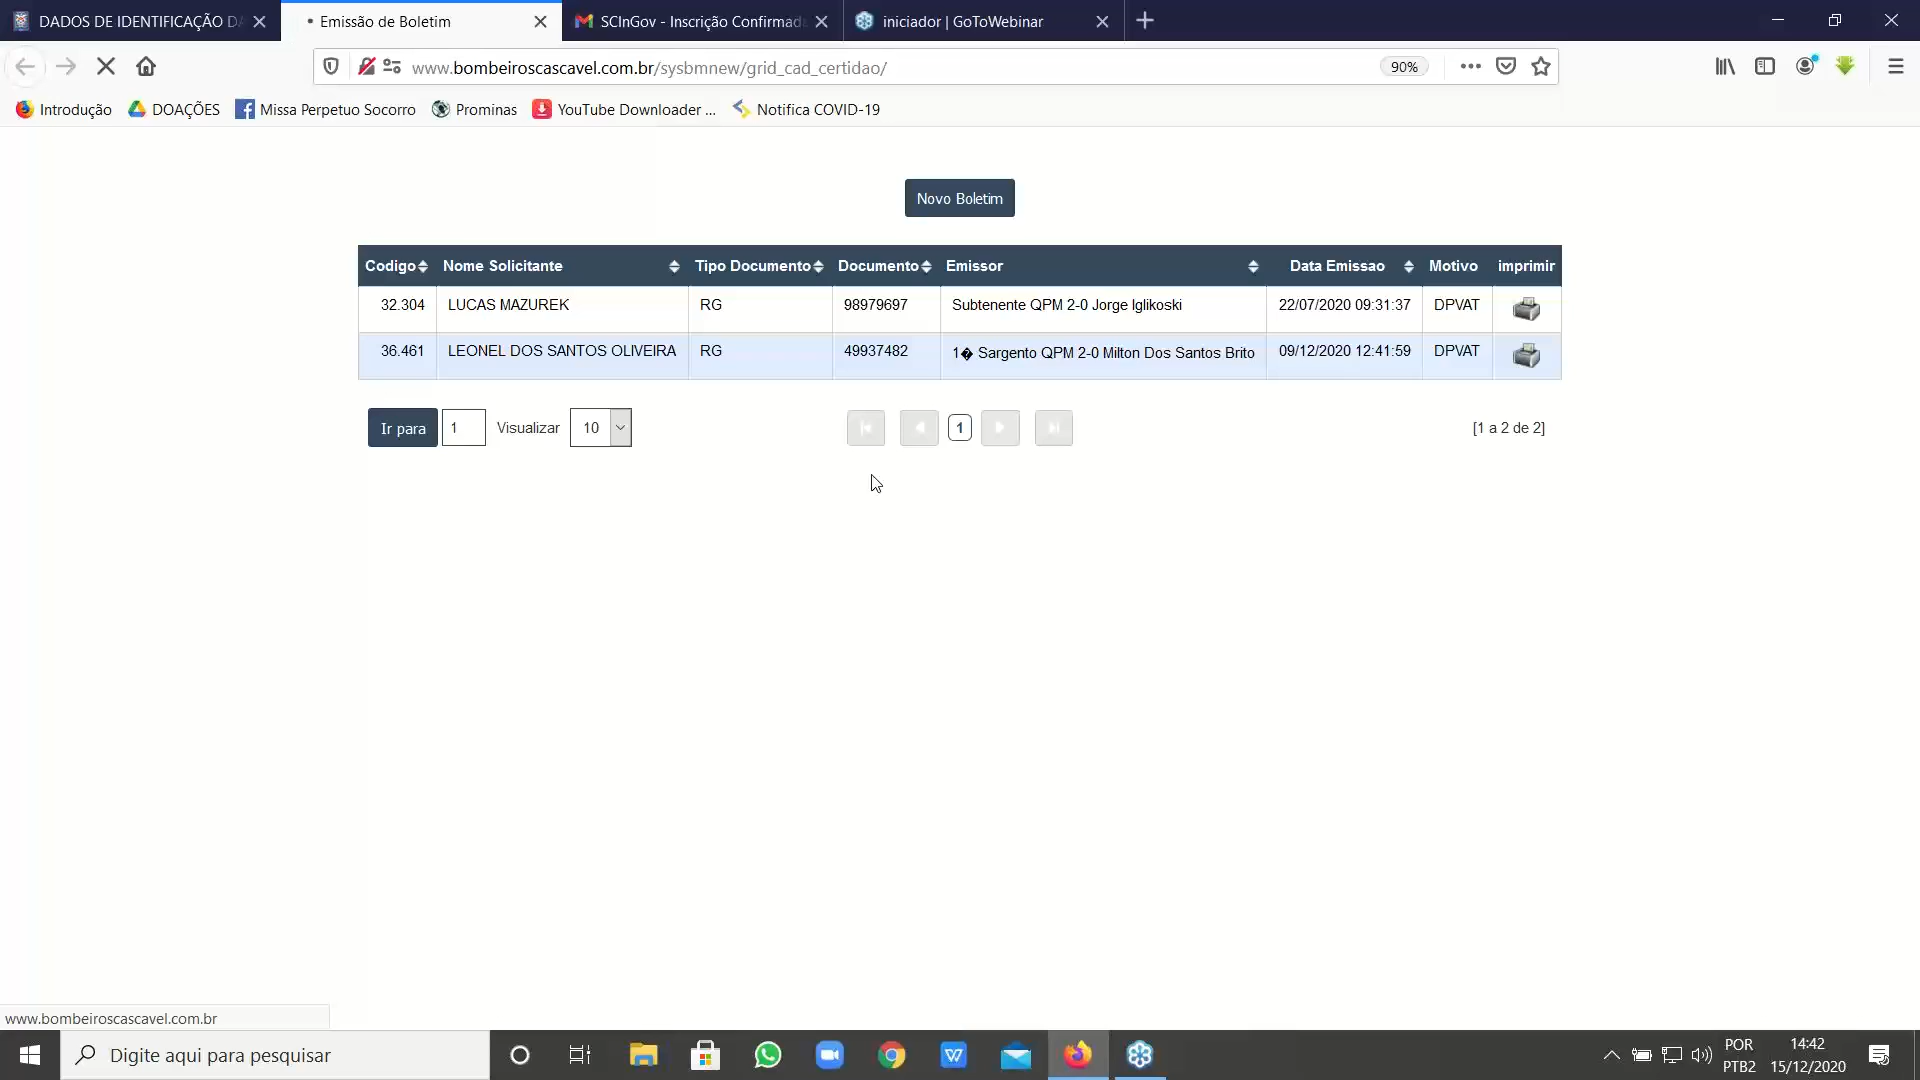 DADOS DE IDENTIFICAÇÃO DA
Emissão de Boletim
SCInGov - Inscrição Confirmada
iniciador | GoToWebinar
www.bombeiroscascavel.com.br/sysbmnew/grid_cad_certidao/
90%
Introdução
DOAÇÕES
Missa Perpetuo Socorro
Prominas
YouTube Downloader ...
Notifica COVID-19
Novo Boletim
Codigo Nome Solicitante Tipo Documento Documento Emissor Data Emissao Motivo imprimir
32.304 LUCAS MAZUREK RG 98979697 Subtenente QPM 2-0 Jorge Iglikoski 22/07/2020 09:31:37 DPVAT
36.461 LEONEL DOS SANTOS OLIVEIRA RG 49937482 1� Sargento QPM 2-0 Milton Dos Santos Brito 09/12/2020 12:41:59 DPVAT
Ir para 1 Visualizar 10 1 [1 a 2 de 2]
www.bombeiroscascavel.com.br
Digite aqui para pesquisar
POR
PTB2
14:42
15/12/2020